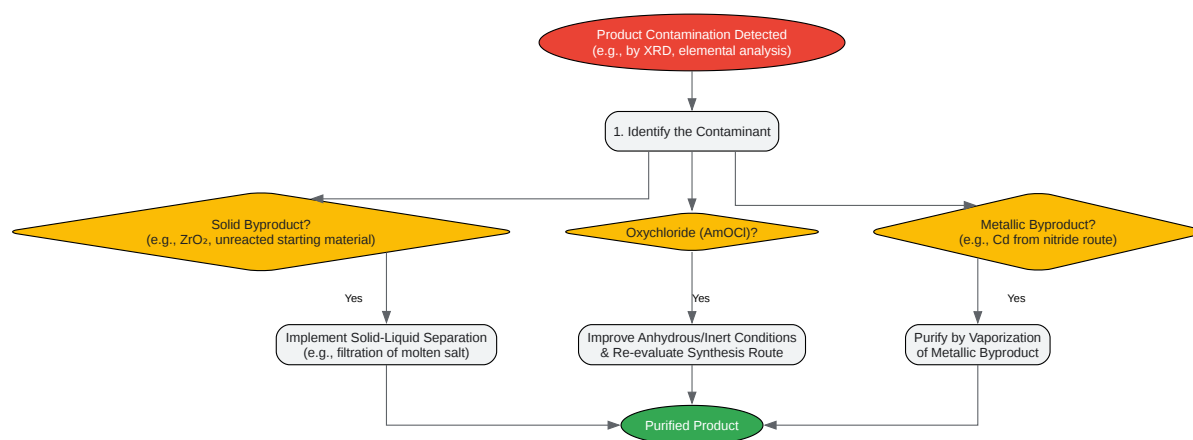 Product Contamination Detected
(e.g., by XRD, elemental analysis)
1. Identify the Contaminant
Solid Byproduct?
(e.g., ZrO₂, unreacted starting material)
Oxychloride (AmOCl)?
Metallic Byproduct?
(e.g., Cd from nitride route)
Yes
Yes
Yes
Implement Solid-Liquid Separation
(e.g., filtration of molten salt)
Improve Anhydrous/Inert Conditions
& Re-evaluate Synthesis Route
Purify by Vaporization
of Metallic Byproduct
Purified Product